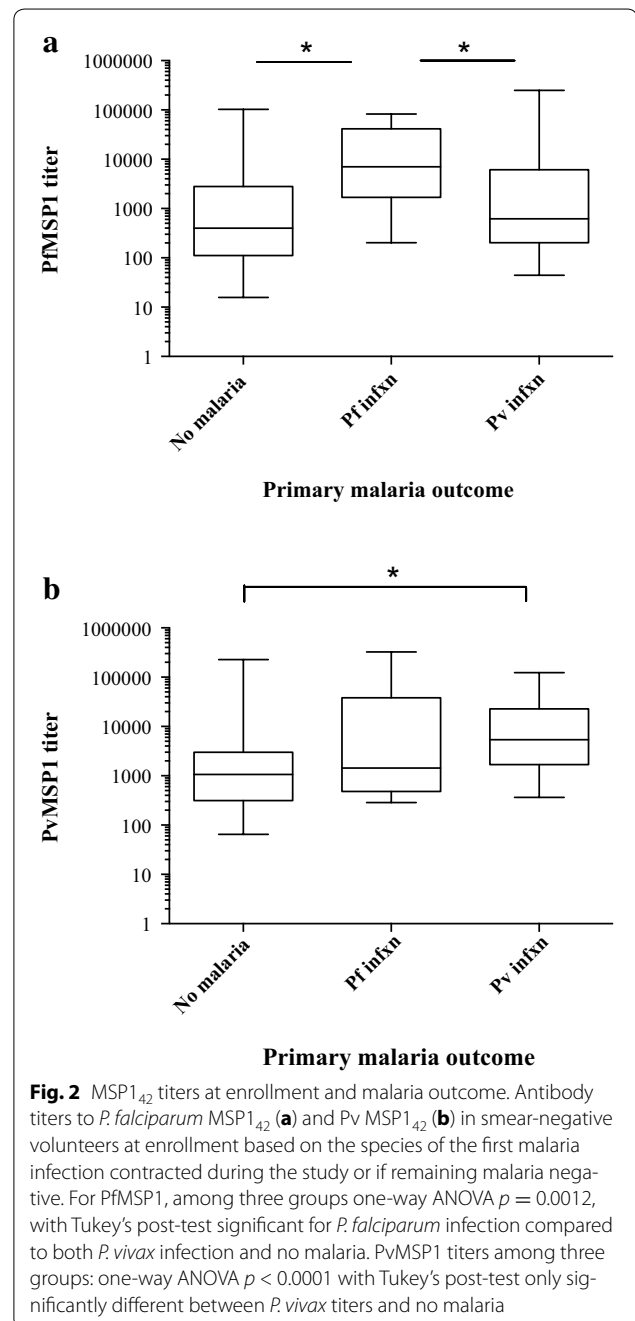 a
* *
1000000
100000
10000
1000
100
10
1
PfMSP1 titer
No malaria
Pf infxn
Pv infxn
Primary malaria outcome
b
*
1000000
100000
10000
1000
100
10
1
PvMSP1 titer
No malaria
Pf infxn
Pv infxn
Primary malaria outcome
Fig. 2 MSP1₄₂ titers at enrollment and malaria outcome. Antibody
titers to P. falciparum MSP1₄₂ (a) and Pv MSP1₄₂ (b) in smear-negative
volunteers at enrollment based on the species of the first malaria
infection contracted during the study or if remaining malaria nega-
tive. For PfMSP1, among three groups one-way ANOVA p = 0.0012,
with Tukey's post-test significant for P. falciparum infection compared
to both P. vivax infection and no malaria. PvMSP1 titers among three
groups: one-way ANOVA p < 0.0001 with Tukey's post-test only sig-
nificantly different between P. vivax titers and no malaria